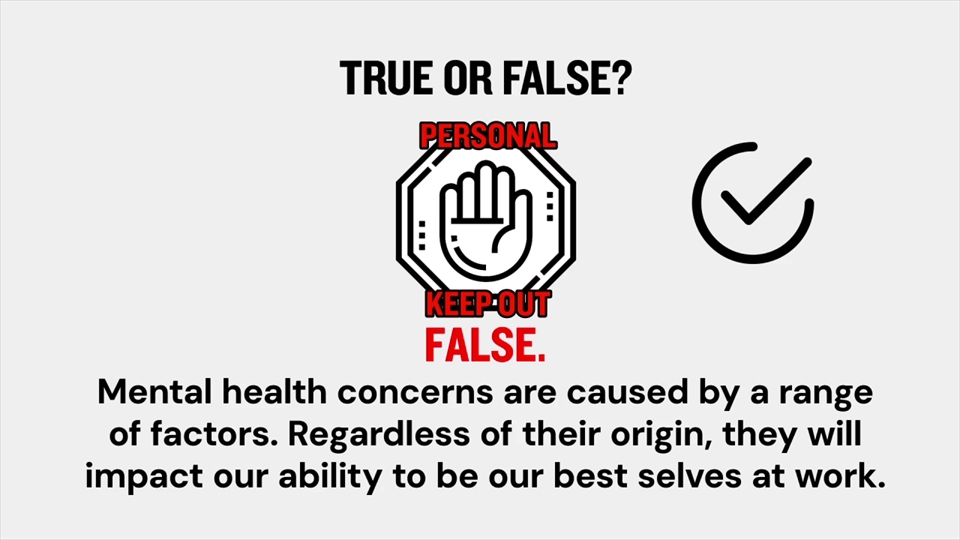 TRUE OR FALSE?
PERSONAL
KEEP OUT
FALSE.
Mental health concerns are caused by a range
of factors. Regardless of their origin, they will
impact our ability to be our best selves at work.